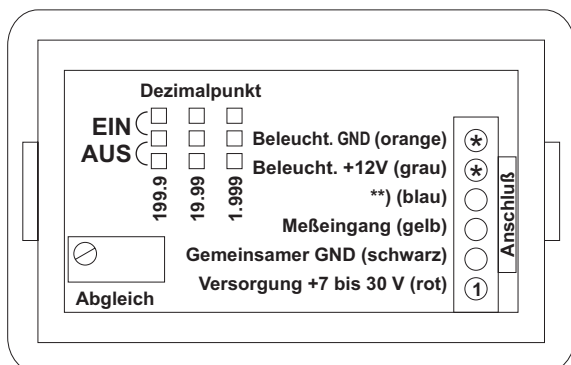 Dezimalpunkt
EIN
AUS
199.9
19.99
1.999
Beleucht. GND (orange)
Beleucht. +12V (grau)
**) (blau)
Meßeingang (gelb)
Gemeinsamer GND (schwarz)
Versorgung +7 bis 30 V (rot)
*
*
1
Anschluß
Abgleich